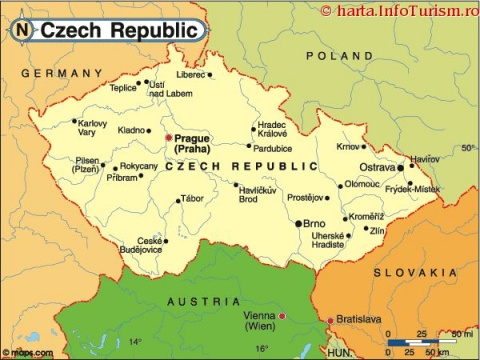 © harta.InfoTurism.ro
N
Czech Republic
POLAND
GERMANY
Liberec
Teplice
Ústí
nad Labem
Karlovy
Vary
Kladno
Prague
(Praha)
Hradec
Králové
Pardubice
Krnov
50°
Ostrava
Havířov
Pilsen
(Plzeň)
Rokycany
Příbram
CZECH REPUBLIC
Frýdek-Místek
Olomouc
Havlíčkův
Brod
Prostějov
Tábor
Kroměříž
Brno
Zlín
Uherské
Hradiste
České
Budějovice
SLOVAKIA
AUSTRIA
Vienna
(Wien)
Bratislava
0 25 50 mi
0 25 50 km
14°
16°
HUN.
© maps.com